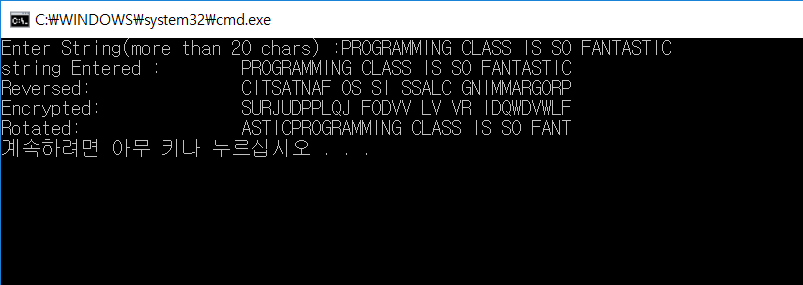 C:₩WINDOWS₩system32₩cmd.exe
Enter String(more than 20 chars) :PROGRAMMING CLASS IS SO FANTASTIC
string Entered : PROGRAMMING CLASS IS SO FANTASTIC
Reversed: CITSATNAF OS SI SSALC GNIMMARGORP
Encrypted: SURJUDPPLQJ FODVV LV VR IDQWDVWLF
Rotated: ASTICPROGRAMMING CLASS IS SO FANT
계속하려면 아무 키나 누르십시오 . . .